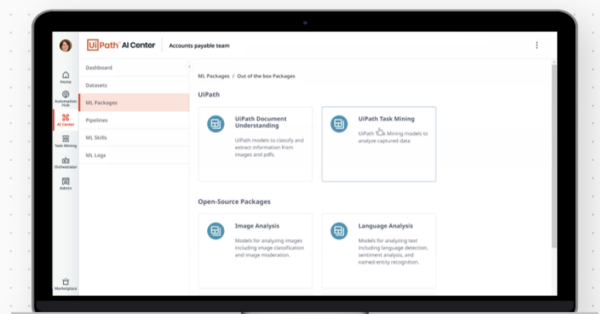 UiPath AI Center
Accounts payable team
Home
Automation
Hub
AI Center
Task Mining
Orchestrator
Admin
Marketplace
Dashboard
Datasets
ML Packages
Pipelines
ML Skills
ML Logs
ML Packages / Out of the box Packages
UiPath
UiPath Document
Understanding
UiPath models to classify and
extract information from
images and pdfs.
UiPath Task Mining
UiPath Mining models to
analyze captured data
Open-Source Packages
Image Analysis
Models for analyzing images
including image classification
and image moderation.
Language Analysis
Models for analyzing text
including language detection,
sentiment analysis, and
named-entity recognition.